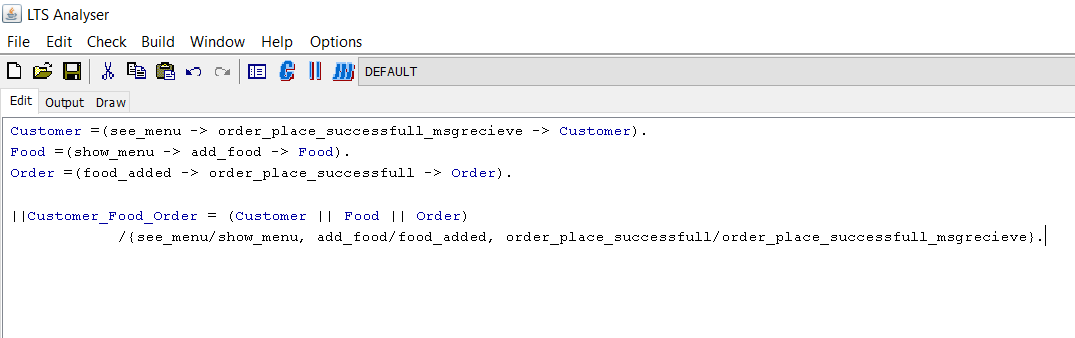 LTS Analyser
File Edit Check Build Window Help Options
DEFAULT
Edit Output Draw
Customer =(see_menu -> order_place_successfull_msgrecieve -> Customer).
Food =(show_menu -> add_food -> Food).
Order =(food_added -> order_place_successfull -> Order).
||Customer_Food_Order = (Customer || Food || Order)
/{see_menu/show_menu, add_food/food_added, order_place_successfull/order_place_successfull_msgrecieve}.